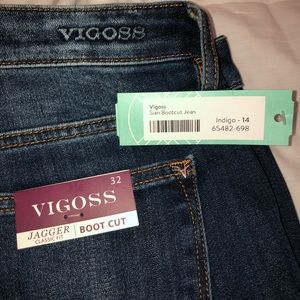 VIGOSS
Vigoss
Sian Bootcut Jean
Indigo - 14
65482-698
32
VIGOSS
JAGGER
CLASSIC FIT
BOOT CUT